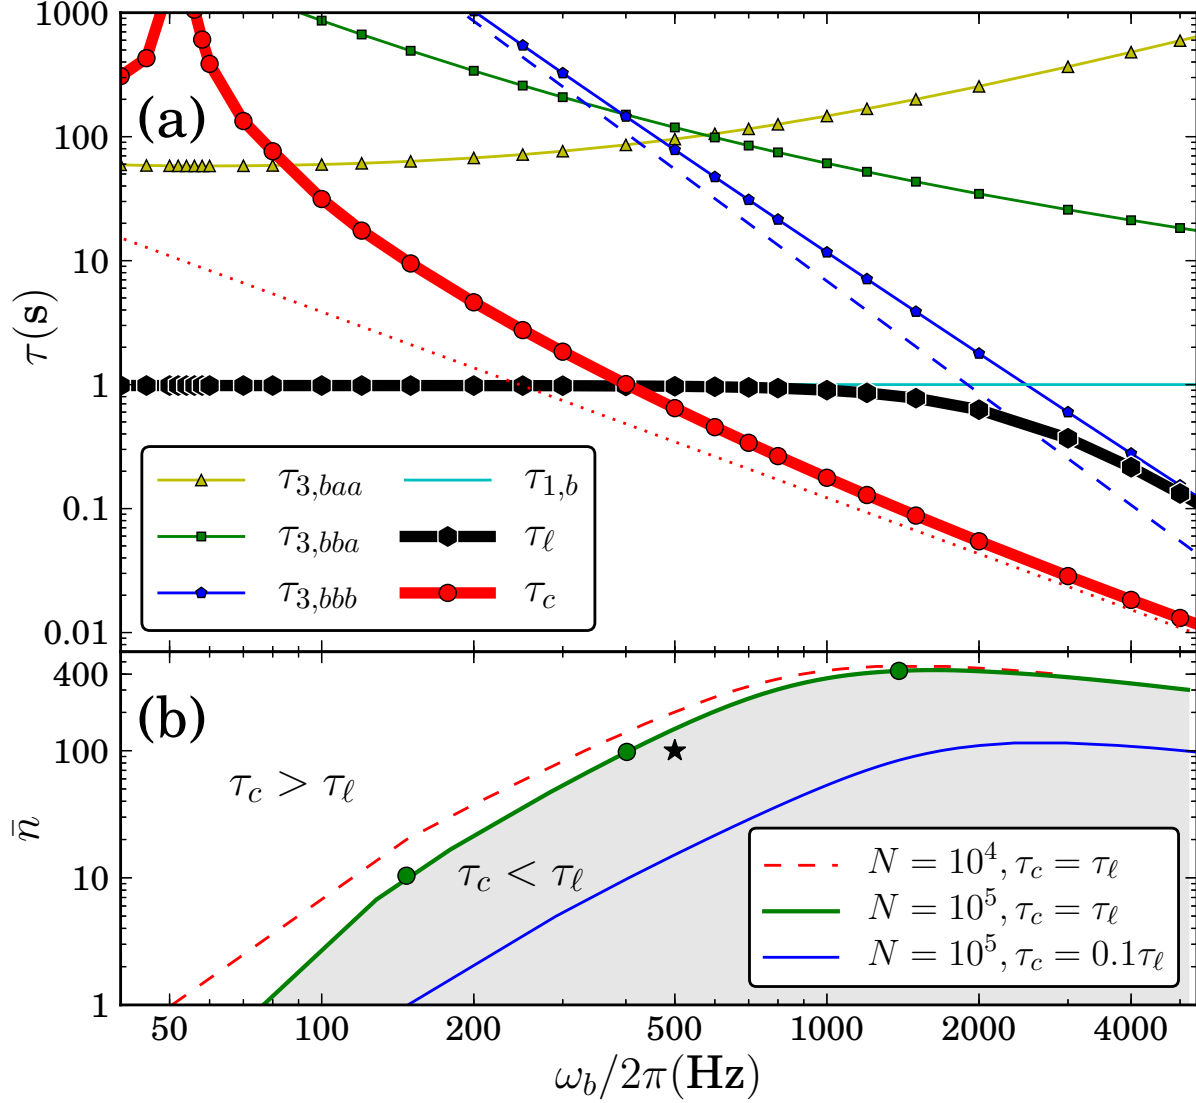 1000
100
10
1
0.1
0.01
τ(s)
(a)
τ3,baa
τ3,bba
τ3,bbb
τ1,b
τℓ
τc
400
100
10
1
n̄
(b)
τc > τℓ
τc < τℓ
N = 10⁴, τc = τℓ
N = 10⁵, τc = τℓ
N = 10⁵, τc = 0.1τℓ
50 100 200 500 1000 2000 4000
ωb/2π(Hz)